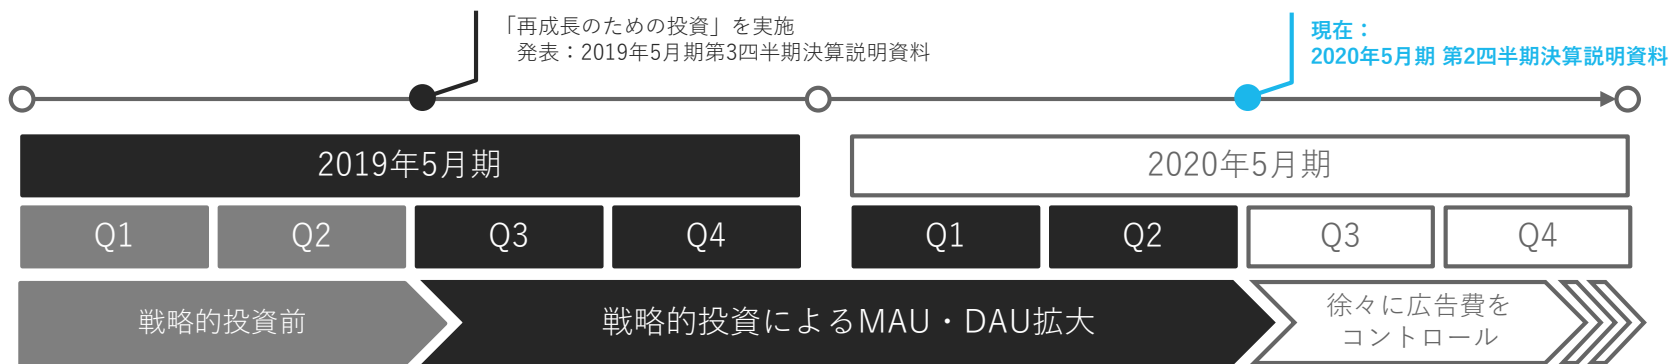 「再成長のための投資」を実施
発表：2019年5月期第3四半期決算説明資料
現在：
2020年5月期 第2四半期決算説明資料
2019年5月期
2020年5月期
Q1
Q2
Q3
Q4
Q1
Q2
Q3
Q4
戦略的投資前
戦略的投資によるMAU・DAU拡大
徐々に広告費を
コントロール